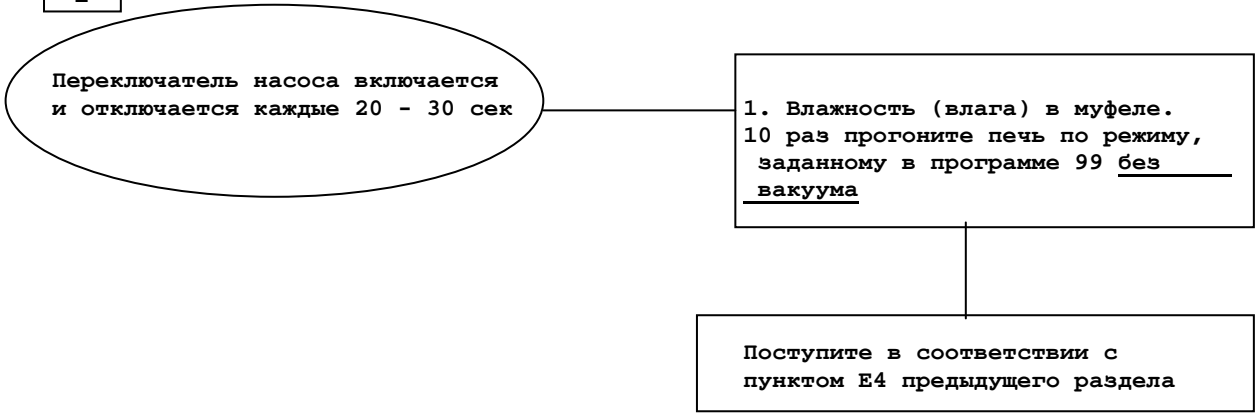 Переключатель насоса включается
и отключается каждые 20 - 30 сек
1. Влажность (влага) в муфеле.
10 раз прогоните печь по режиму,
заданному в программе 99 без
вакуума
Поступите в соответствии с
пунктом Е4 предыдущего раздела